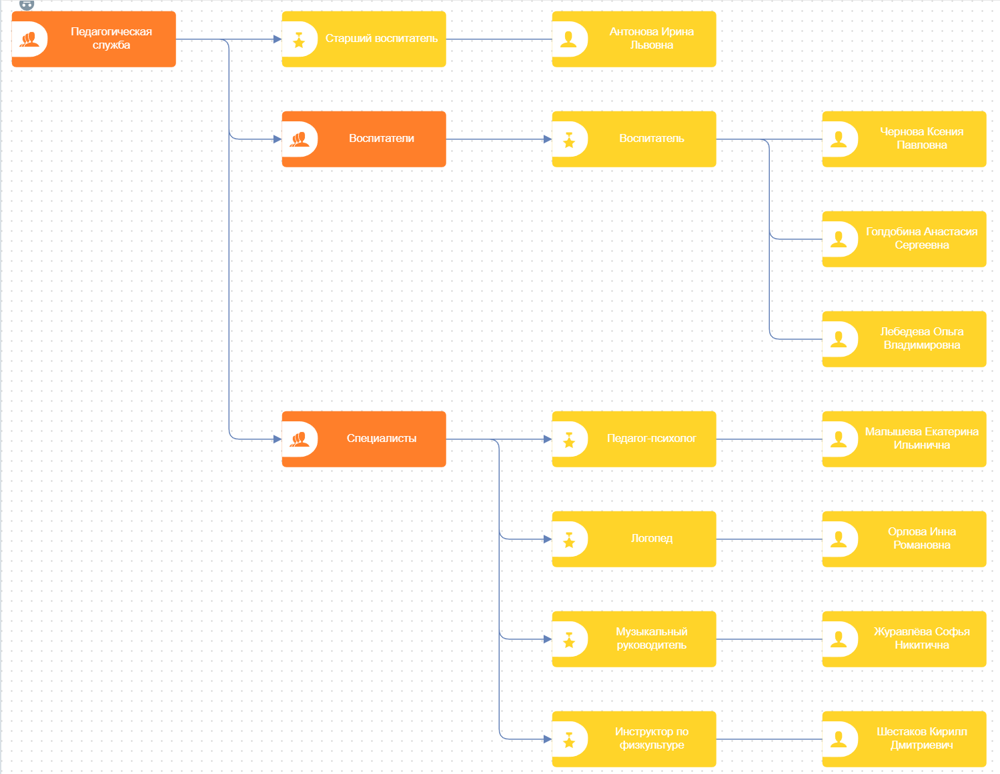 Педагогическая
служба
Старший воспитатель
Антонова Ирина
Львовна
Воспитатели
Воспитатель
Чернова Ксения
Павловна
Голдобина Анастасия
Сергеевна
Лебедева Ольга
Владимировна
Специалисты
Педагог-психолог
Малышева Екатерина
Ильинична
Логопед
Орлова Инна
Романовна
Музыкальный
руководитель
Журавлёва Софья
Никитична
Инструктор по
физкультуре
Шестаков Кирилл
Дмитриевич